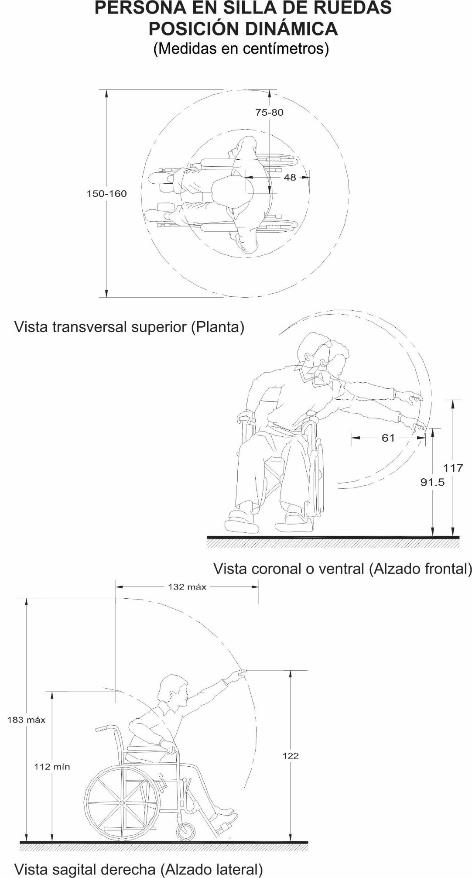 PERSONA EN SILLA DE RUEDAS
POSICIÓN DINÁMICA
(Medidas en centímetros)
75-80
48
150-160
Vista transversal superior (Planta)
61
117
91.5
Vista coronal o ventral (Alzado frontal)
132 máx
183 máx
112 mín
122
Vista sagital derecha (Alzado lateral)